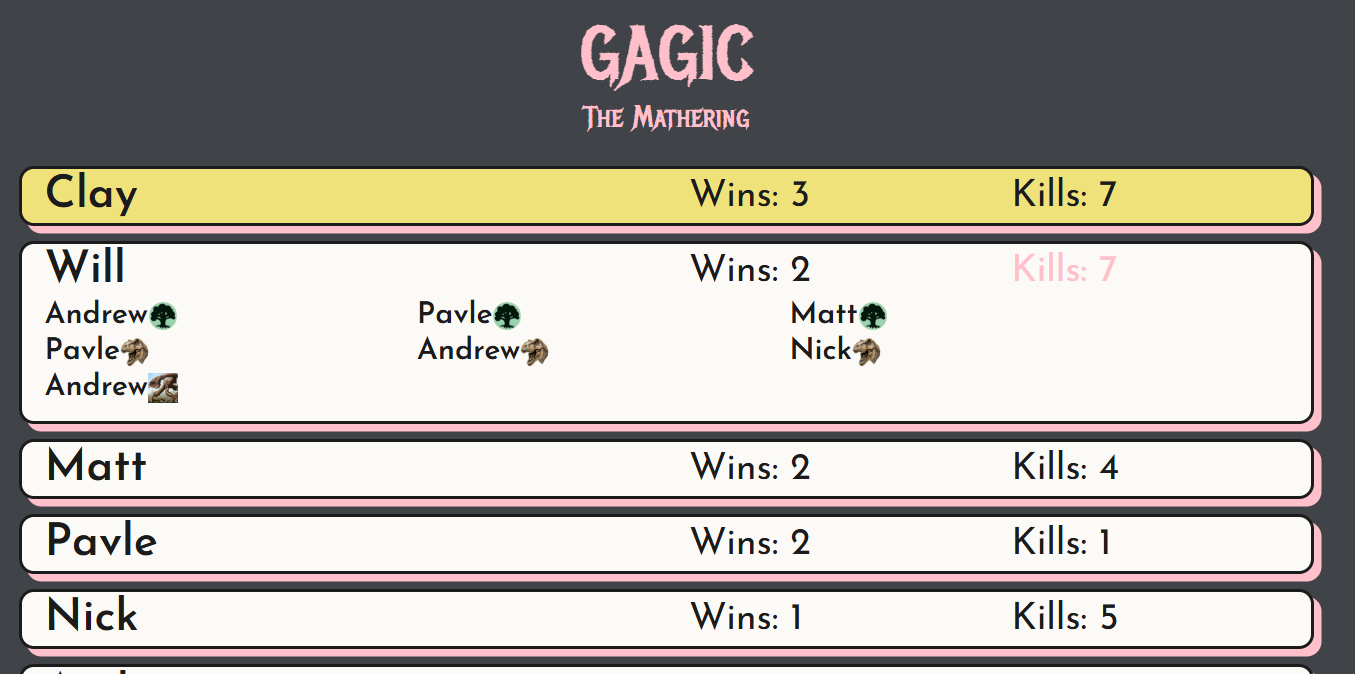 GAGIC
The Mathering
Clay Wins: 3 Kills: 7
Will Wins: 2 Kills: 7
Andrew Pavle Matt
Pavle Andrew Nick
Andrew
Matt Wins: 2 Kills: 4
Pavle Wins: 2 Kills: 1
Nick Wins: 1 Kills: 5